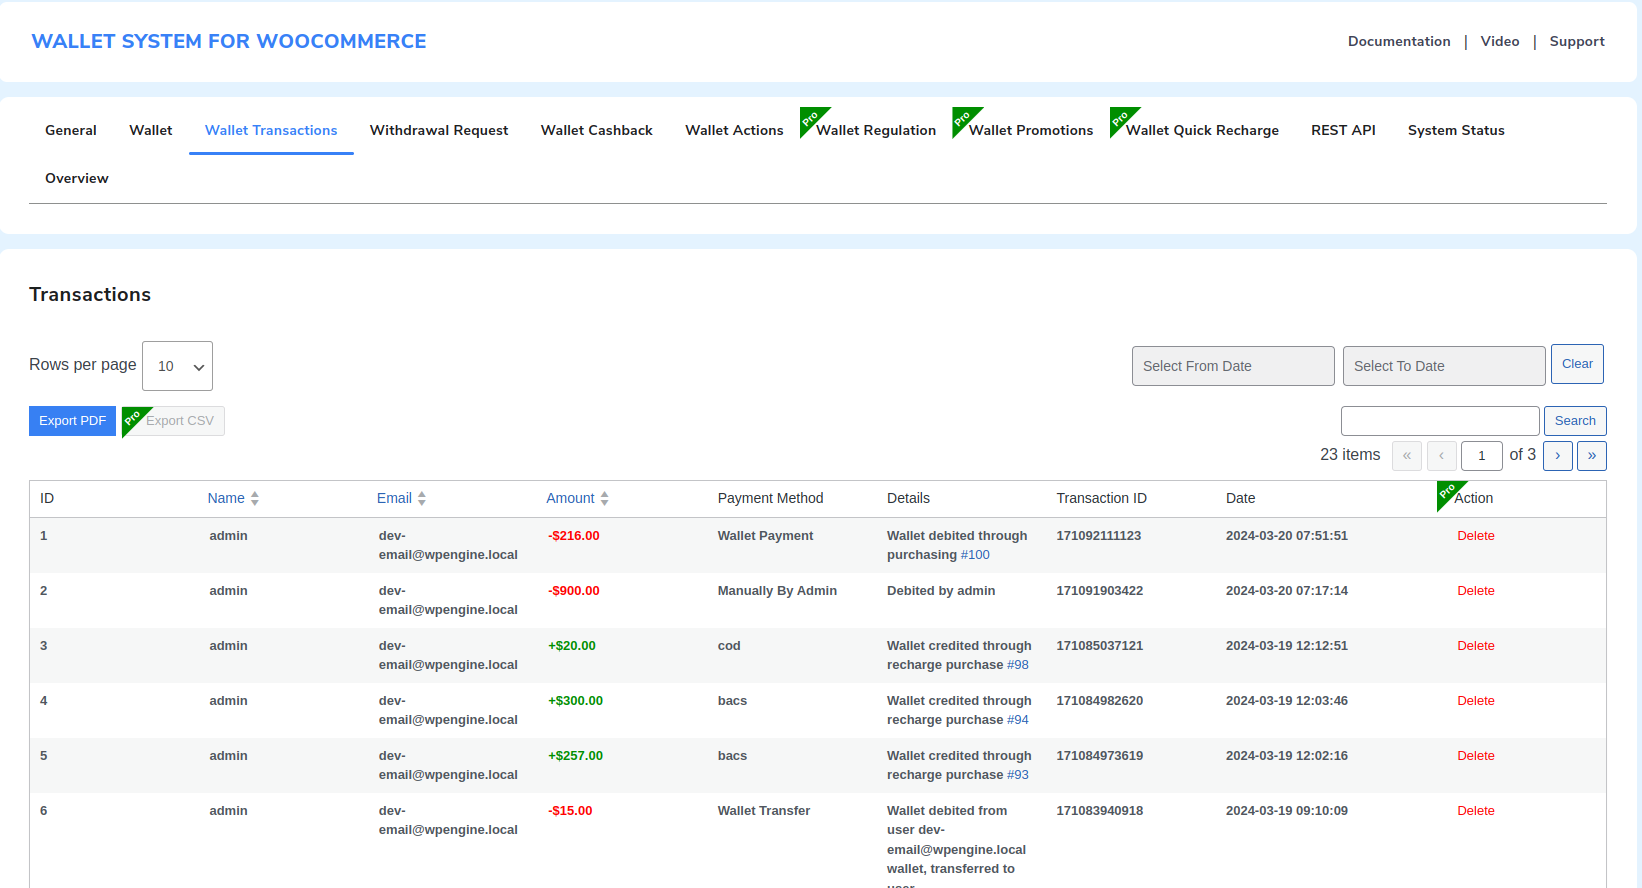 WALLET SYSTEM FOR WOOCOMMERCE
Documentation | Video | Support
General Wallet Wallet Transactions Withdrawal Request Wallet Cashback Wallet Actions Pro Wallet Regulation Pro Wallet Promotions Pro Wallet Quick Recharge REST API System Status
Overview
Transactions
Rows per page 10 Select From Date Select To Date Clear
Export PDF Pro Export CSV Search
23 items « ‹ 1 of 3 › »
ID Name Email Amount Payment Method Details Transaction ID Date Pro Action
1 admin dev- -$216.00 Wallet Payment Wallet debited through 171092111123 2024-03-20 07:51:51 Delete
email@wpengine.local purchasing #100
2 admin dev- -$900.00 Manually By Admin Debited by admin 171091903422 2024-03-20 07:17:14 Delete
email@wpengine.local
3 admin dev- +$20.00 cod Wallet credited through 171085037121 2024-03-19 12:12:51 Delete
email@wpengine.local recharge purchase #98
4 admin dev- +$300.00 bacs Wallet credited through 171084982620 2024-03-19 12:03:46 Delete
email@wpengine.local recharge purchase #94
5 admin dev- +$257.00 bacs Wallet credited through 171084973619 2024-03-19 12:02:16 Delete
email@wpengine.local recharge purchase #93
6 admin dev- -$15.00 Wallet Transfer Wallet debited from 171083940918 2024-03-19 09:10:09 Delete
email@wpengine.local user dev-
email@wpengine.local
wallet, transferred to